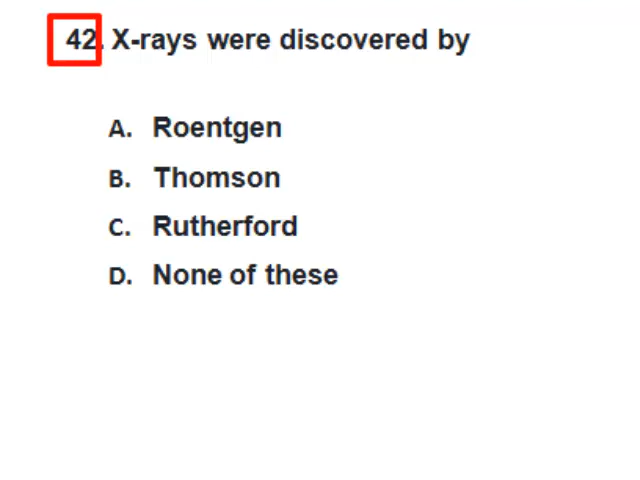 42. X-rays were discovered by
A. Roentgen
B. Thomson
C. Rutherford
D. None of these